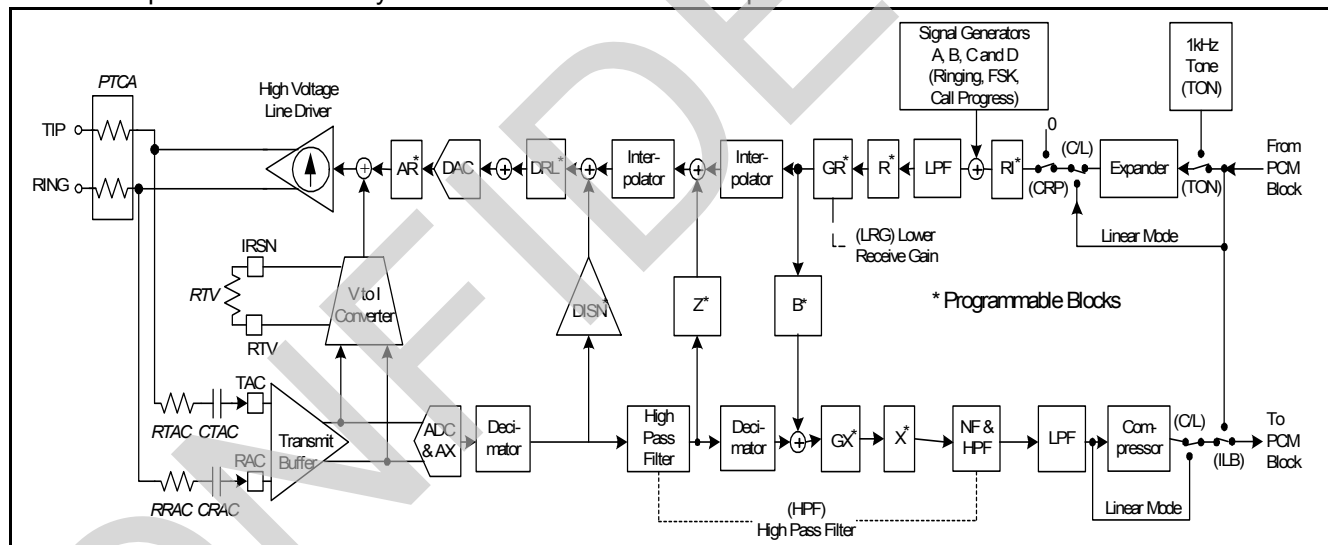 PTCA
TIP
RING
High Voltage
Line Driver
AR*
DAC
DRL*
Inter-
polator
Inter-
polator
GR*
R*
LPF
RI*
Signal Generators
A, B, C and D
(Ringing, FSK,
Call Progress)
0
(C/L)
(CRP)
Expander
1kHz
Tone
(TON)
(TON)
From
PCM
Block
Linear Mode
(LRG) Lower
Receive Gain
IRSN
RTV
RTV
V to I
Converter
DISN*
Z*
B*
* Programmable Blocks
TAC
RTAC CTAC
RAC
RRAC CRAC
Transmit
Buffer
ADC
& AX
Deci-
mator
High
Pass
Filter
Deci-
mator
GX*
X*
NF &
HPF
LPF
Com-
pressor
(C/L)
(ILB)
To
PCM
Block
Linear Mode
(HPF)
High Pass Filter